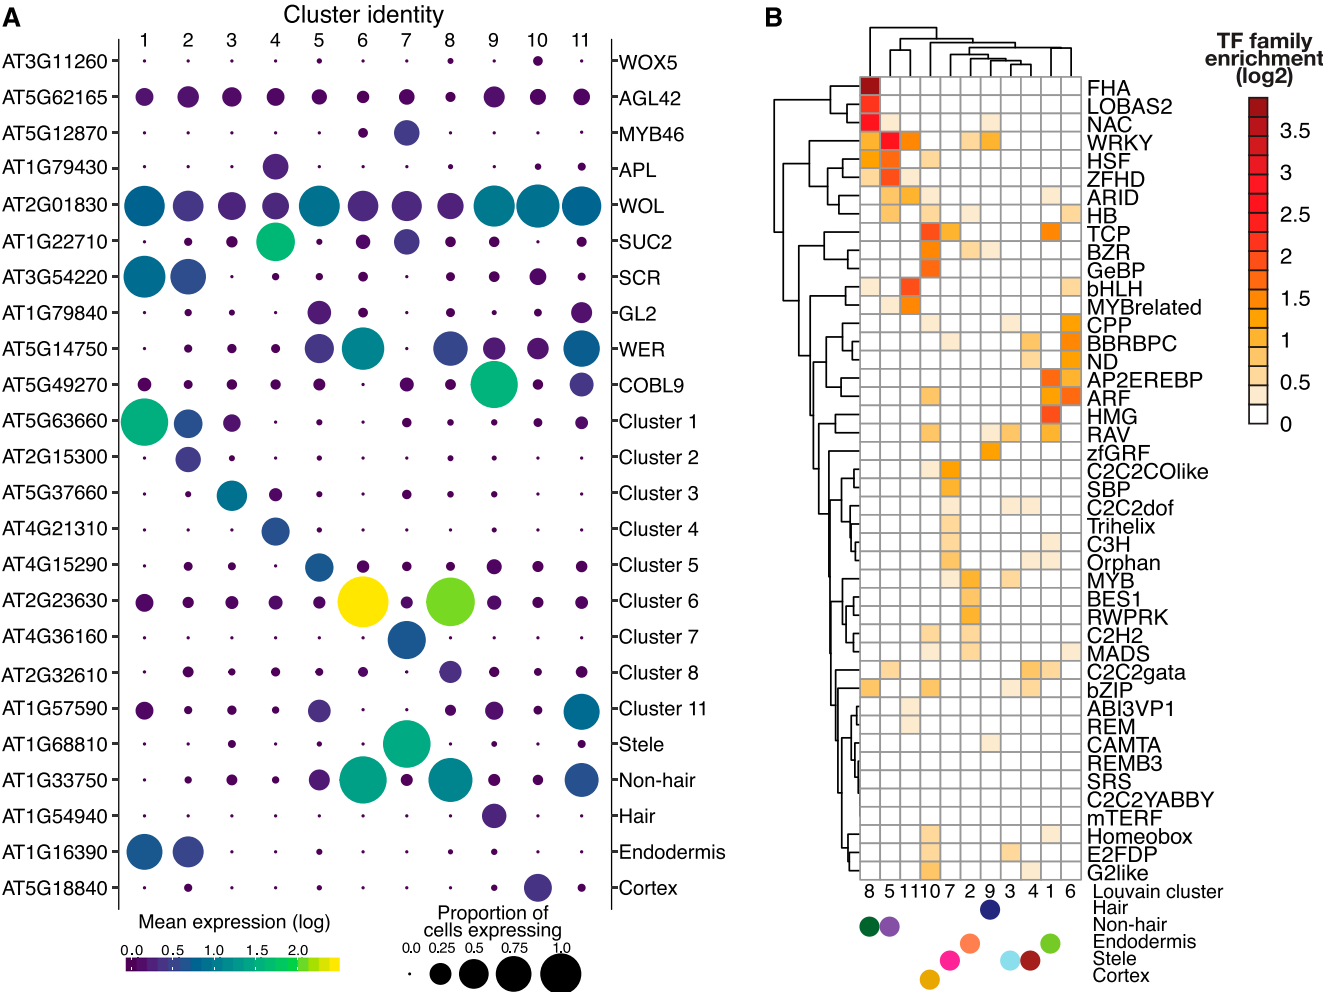 A
Cluster identity
1 2 3 4 5 6 7 8 9 10 11
AT3G11260 WOX5
AT5G62165 AGL42
AT5G12870 MYB46
AT1G79430 APL
AT2G01830 WOL
AT1G22710 SUC2
AT3G54220 SCR
AT1G79840 GL2
AT5G14750 WER
AT5G49270 COBL9
AT5G63660 Cluster 1
AT2G15300 Cluster 2
AT5G37660 Cluster 3
AT4G21310 Cluster 4
AT4G15290 Cluster 5
AT2G23630 Cluster 6
AT4G36160 Cluster 7
AT2G32610 Cluster 8
AT1G57590 Cluster 11
AT1G68810 Stele
AT1G33750 Non-hair
AT1G54940 Hair
AT1G16390 Endodermis
AT5G18840 Cortex
Mean expression (log)
0.0 0.5 1.0 1.5 2.0
Proportion of
cells expressing
0.0 0.25 0.5 0.75 1.0
B
TF family
enrichment
(log2)
3.5
3
2.5
2
1.5
1
0.5
0
FHA
LOBAS2
NAC
WRKY
HSF
ZFHD
ARID
HB
TCP
BZR
GeBP
bHLH
MYBrelated
CPP
BBRBPC
ND
AP2EREBP
ARF
HMG
RAV
zfGRF
C2C2COlike
SBP
C2C2dof
Trihelix
C3H
Orphan
MYB
BES1
RWPRK
C2H2
MADS
C2C2gata
bZIP
ABI3VP1
REM
CAMTA
REMB3
SRS
C2C2YABBY
mTERF
Homeobox
E2FDP
G2like
8 5 11 10 7 2 9 3 4 1 6 Louvain cluster
Hair
Non-hair
Endodermis
Stele
Cortex